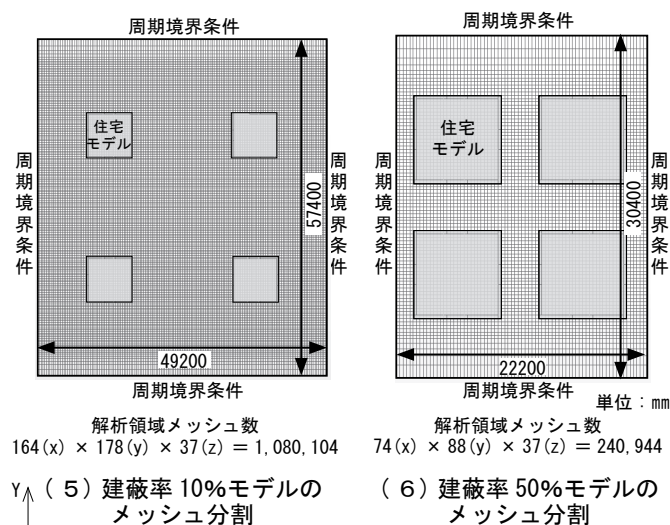 周期境界条件
周期境界条件
住宅
モデル
57400
周期境界条件
49200
周期境界条件
解析領域メッシュ数
164(x) × 178(y) × 37(z) = 1,080,104
(5) 建蔽率 10%モデルの
メッシュ分割
周期境界条件
周期境界条件
住宅
モデル
30400
周期境界条件
22200
周期境界条件
単位:mm
解析領域メッシュ数
74(x) × 88(y) × 37(z) = 240,944
(6) 建蔽率 50%モデルの
メッシュ分割
Y